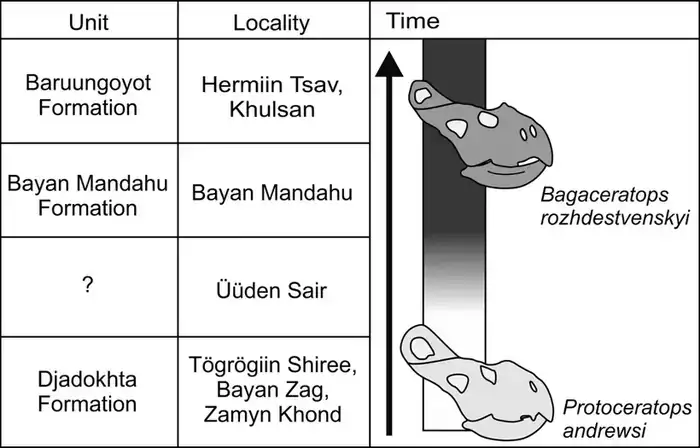 Unit
Locality
Time
Baruungoyot
Formation
Hermiin Tsav,
Khulsan
Bayan Mandahu
Formation
Bayan Mandahu
?
Üüden Sair
Djadokhta
Formation
Tögrögiin Shiree,
Bayan Zag,
Zamyn Khond
Bagaceratops
rozhdestvenskyi
Protoceratops
andrewsi